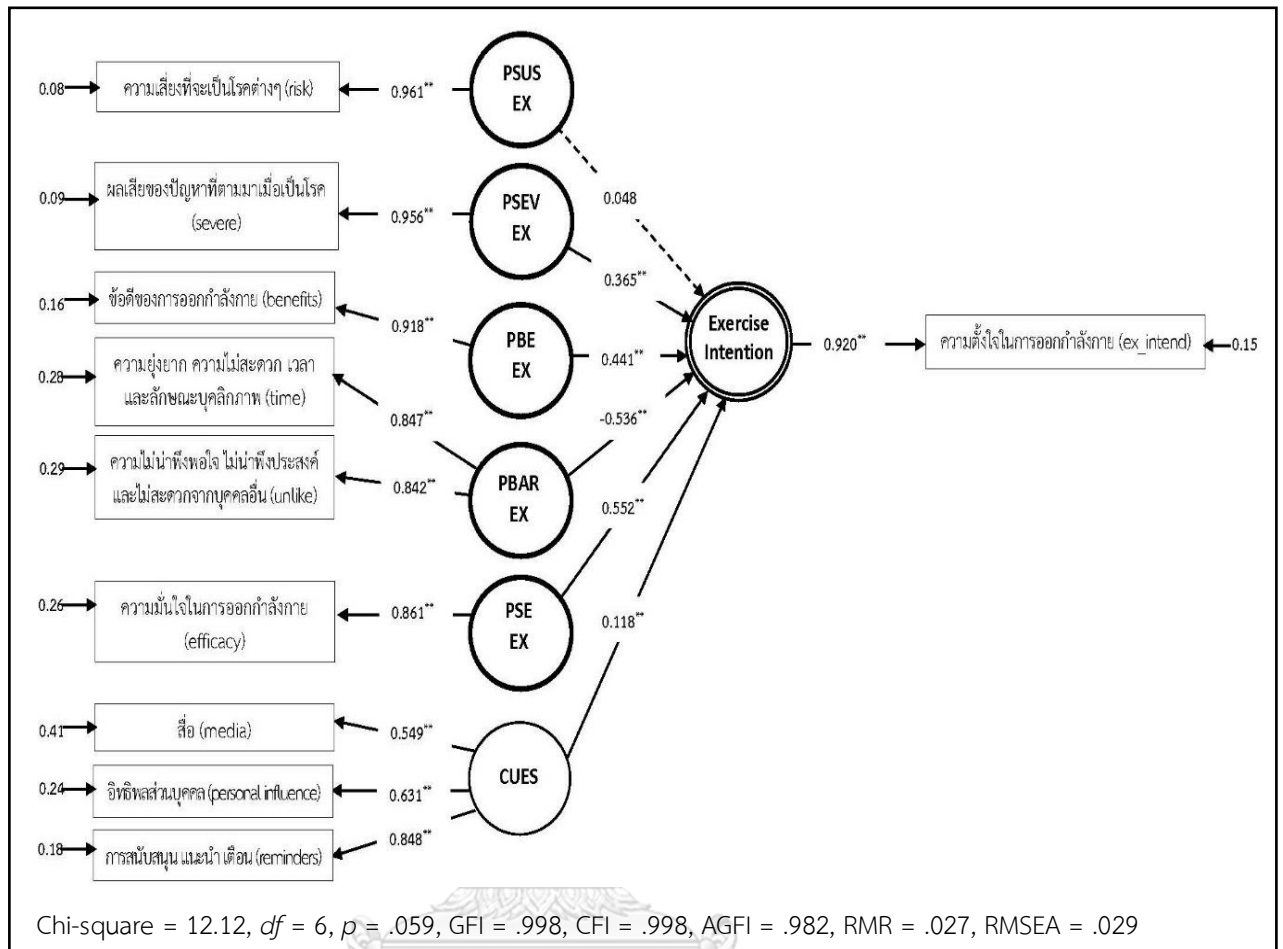 0.08
ความเสี่ยงที่จะเป็นโรคต่างๆ (risk)
0.961**
PSUS
EX
0.09
ผลเสียของปัญหาที่ตามมาเมื่อเป็นโรค
(severe)
0.956**
PSEV
EX
0.048
0.365**
0.16
ข้อดีของการออกกำลังกาย (benefits)
0.918**
PBE
EX
0.441**
Exercise
Intention
0.920**
ความตั้งใจในการออกกำลังกาย (ex_intend)
0.15
0.28
ความยุ่งยาก ความไม่สะดวก เวลา
และลักษณะบุคลิกภาพ (time)
0.847**
-0.536**
0.29
ความไม่น่าพึงพอใจ ไม่น่าพึงประสงค์
และไม่สะดวกจากบุคคลอื่น (unlike)
0.842**
PBAR
EX
0.552**
0.26
ความมั่นใจในการออกกำลังกาย
(efficacy)
0.861**
PSE
EX
0.118**
0.41
สื่อ (media)
0.549**
CUES
0.24
อิทธิพลส่วนบุคคล (personal influence)
0.631**
0.18
การสนับสนุน แนะนำ เตือน (reminders)
0.848**
Chi-square = 12.12, df = 6, p = .059, GFI = .998, CFI = .998, AGFI = .982, RMR = .027, RMSEA = .029